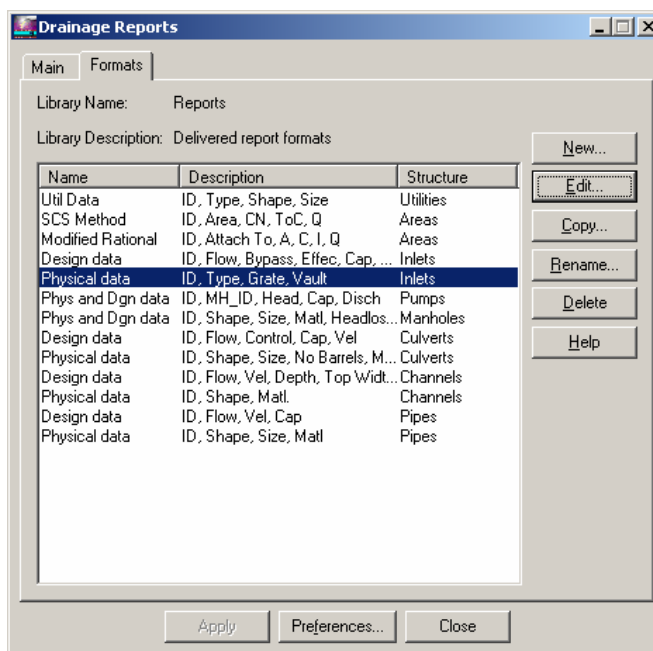 Drainage Reports
Main Formats
Library Name: Reports
Library Description: Delivered report formats
Name Description Structure
Util Data ID, Type, Shape, Size Utilities
SCS Method ID, Area, CN, ToC, Q Areas
Modified Rational ID, Attach To, A, C, I, Q Areas
Design data ID, Flow, Bypass, Effec, Cap, ... Inlets
Physical data ID, Type, Grate, Vault Inlets
Phys and Dgn data ID, MH_ID, Head, Cap, Disch Pumps
Phys and Dgn data ID, Shape, Size, Matl, Headlos... Manholes
Design data ID, Flow, Control, Cap, Vel Culverts
Physical data ID, Shape, Size, No Barrels, M... Culverts
Design data ID, Flow, Vel, Depth, Top Widt... Channels
Physical data ID, Shape, Matl. Channels
Design data ID, Flow, Vel, Cap Pipes
Physical data ID, Shape, Size, Matl Pipes
New...
Edit...
Copy...
Rename...
Delete
Help
Apply Preferences... Close